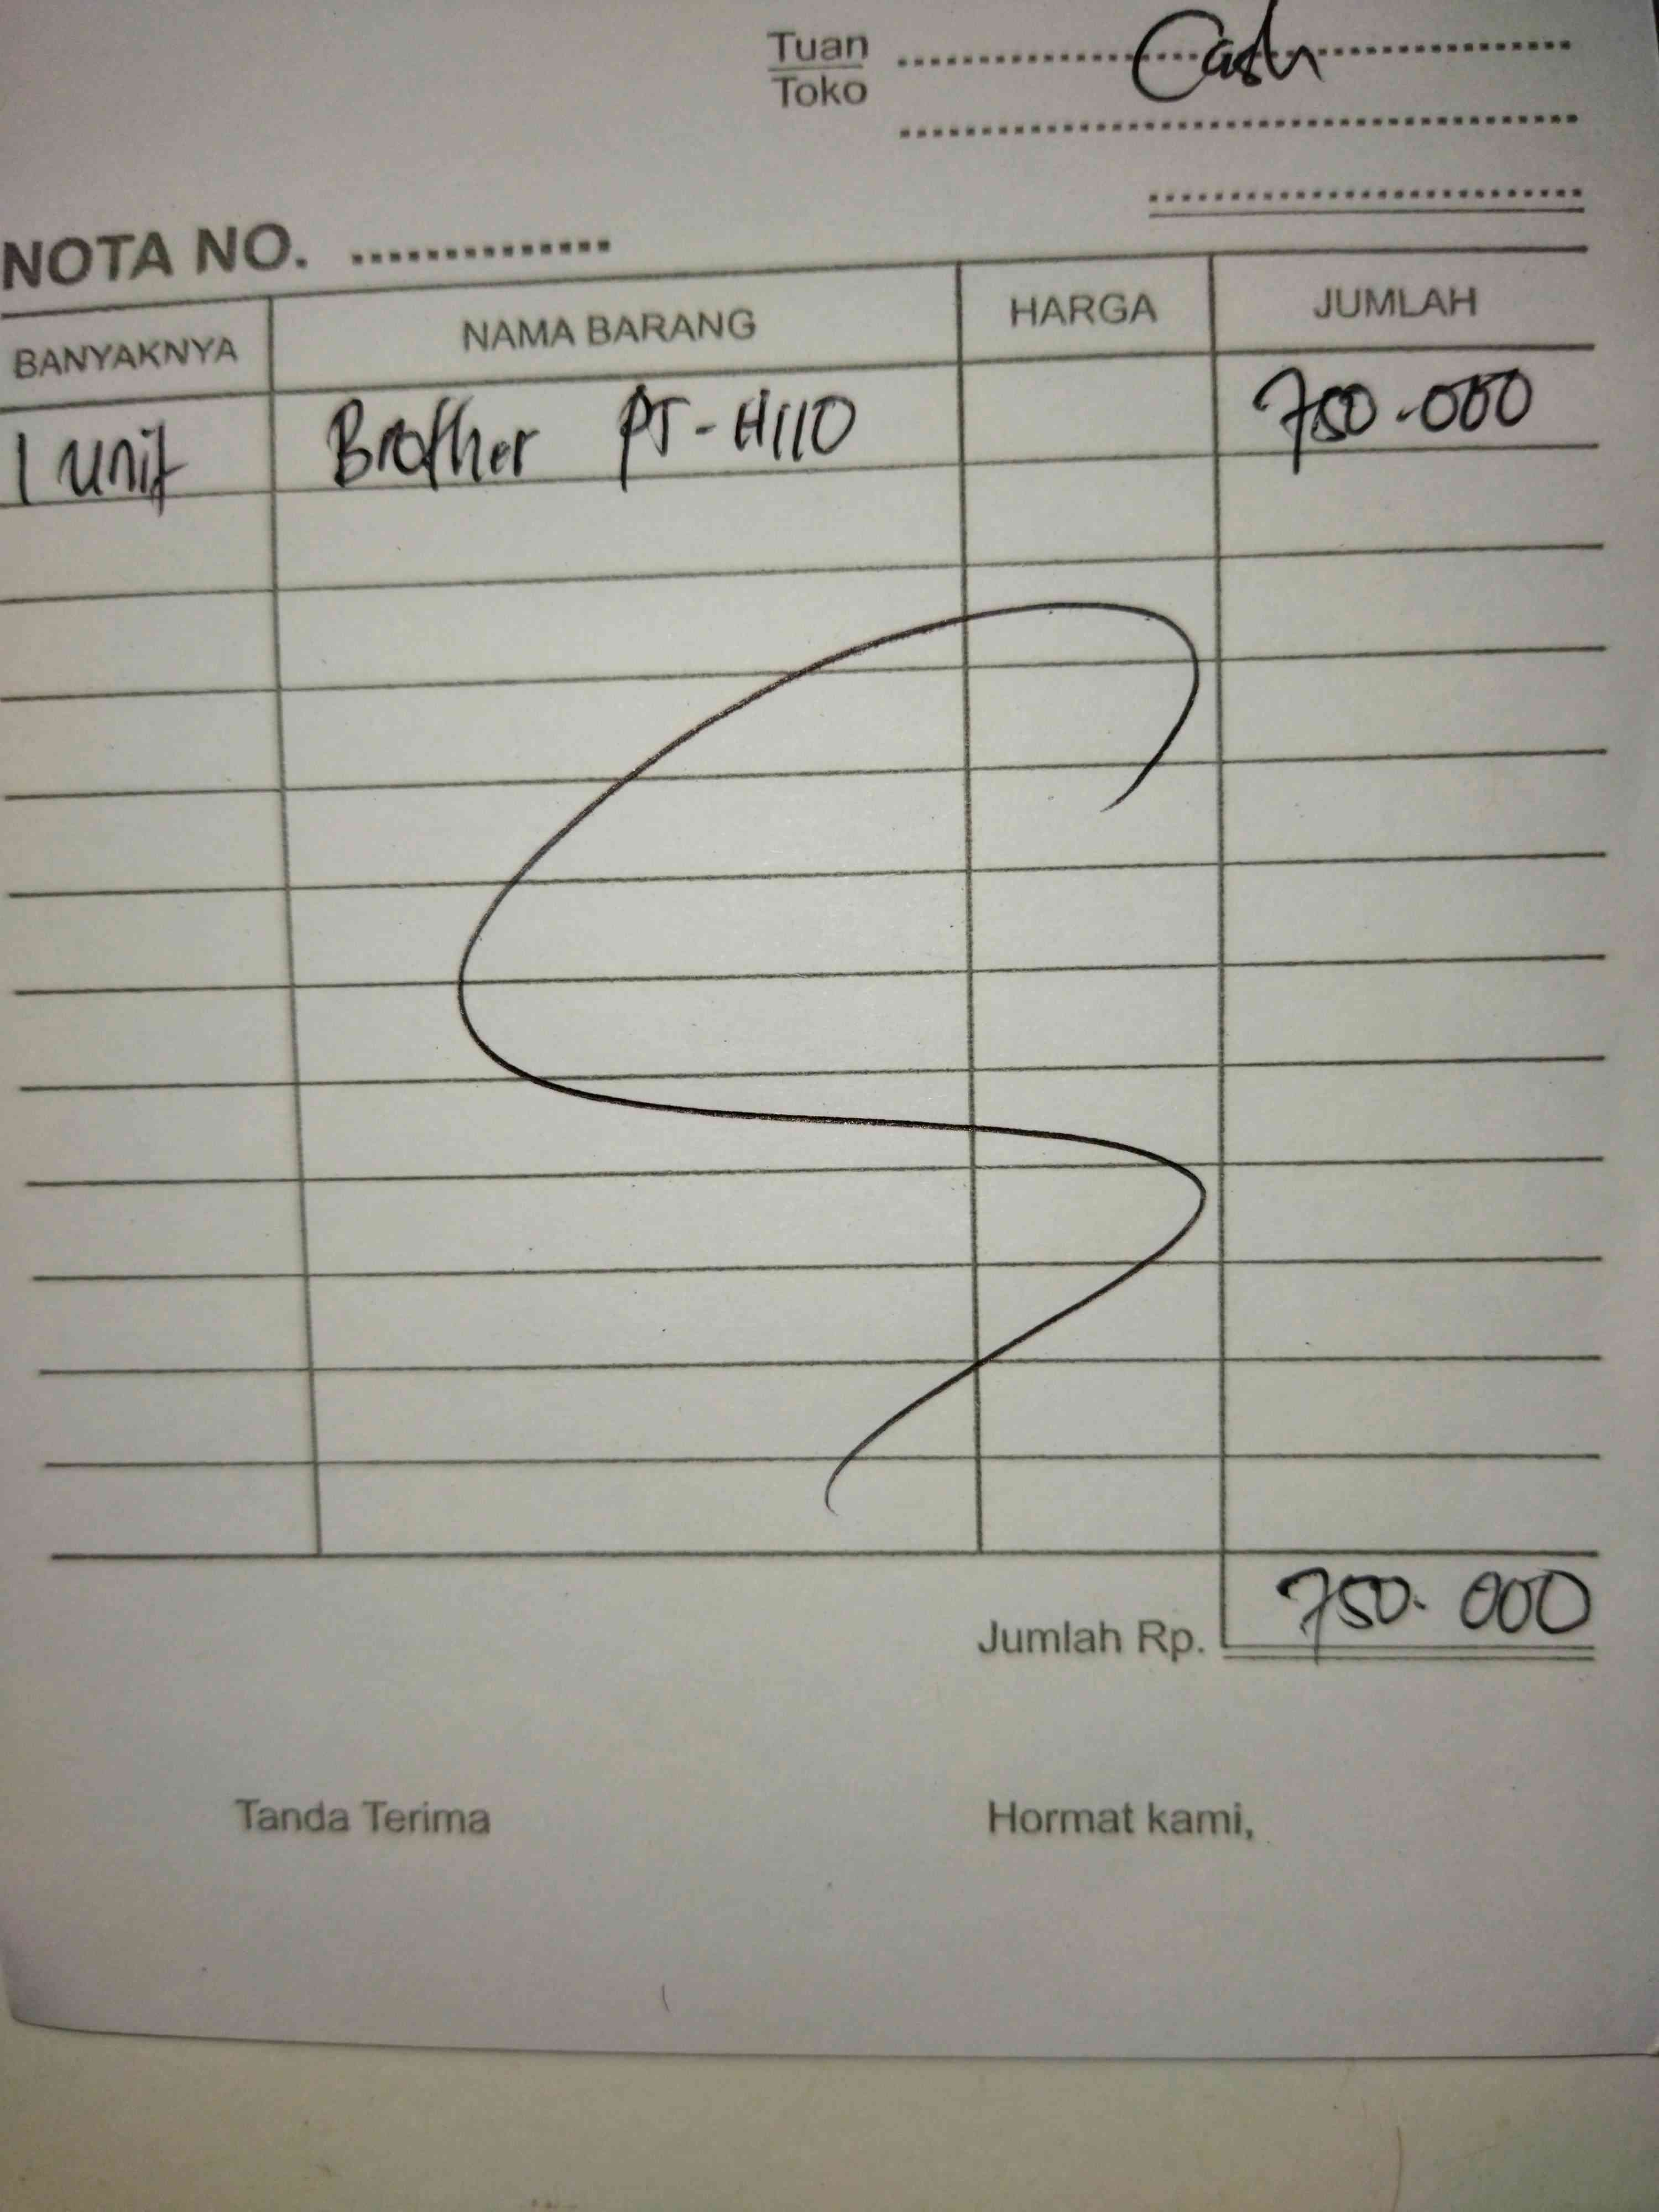 Tuan Cash
Toko
NOTA NO. ..............
BANYAKNYA NAMA BARANG HARGA JUMLAH
1 unit Brother PT-H110 750.000
Jumlah Rp. 750.000
Tanda Terima Hormat kami,